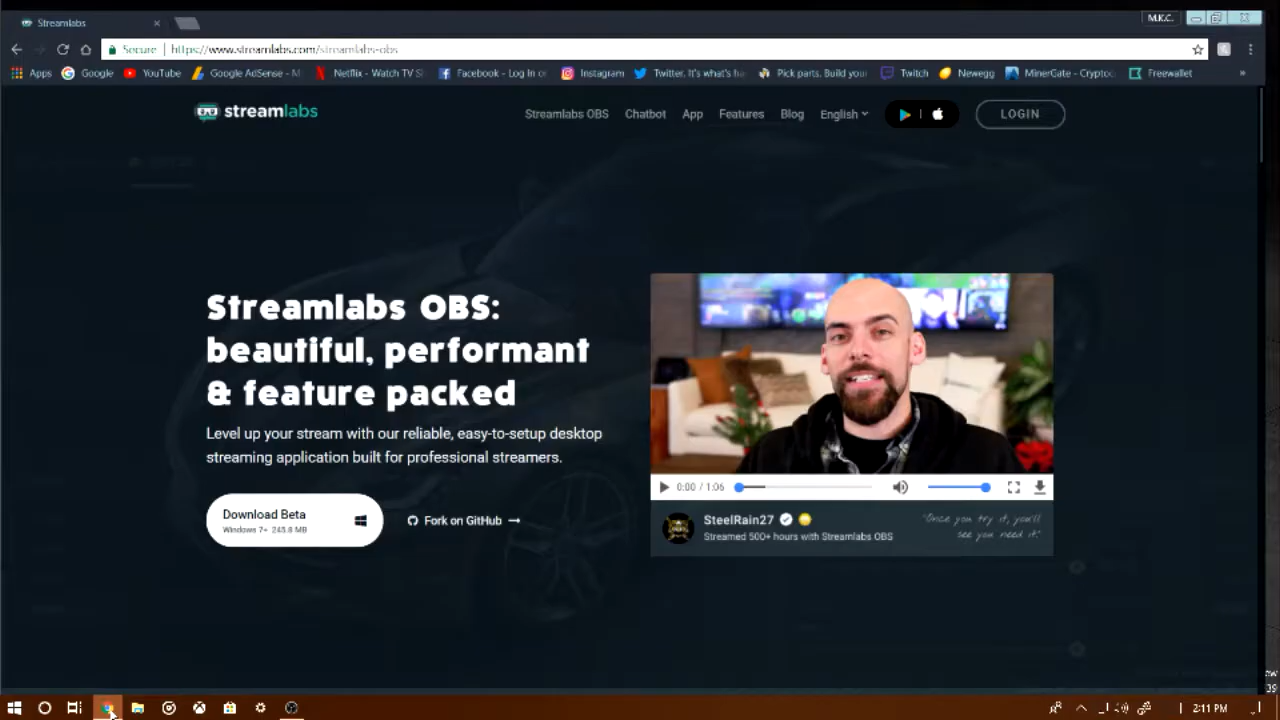 Streamlabs
M.K.C.
Secure
https://www.streamlabs.com/streamlabs-obs
Apps Google YouTube Google AdSense - M Netflix - Watch TV S Facebook - Log In or Instagram Twitter. It's what's ha Pick parts. Build your Twitch Newegg MinerGate - Cryptoc Freewallet »
streamlabs
Streamlabs OBS Chatbot App Features Blog English LOGIN
Streamlabs OBS:
beautiful, performant
& feature packed
Level up your stream with our reliable, easy-to-setup desktop
streaming application built for professional streamers.
Download Beta
Windows 7+ 245.8 MB
Fork on GitHub →
0:00 / 1:06
SteelRain27
Streamed 500+ hours with Streamlabs OBS
"Once you try it, you'll
see you need it."
39
2:11 PM